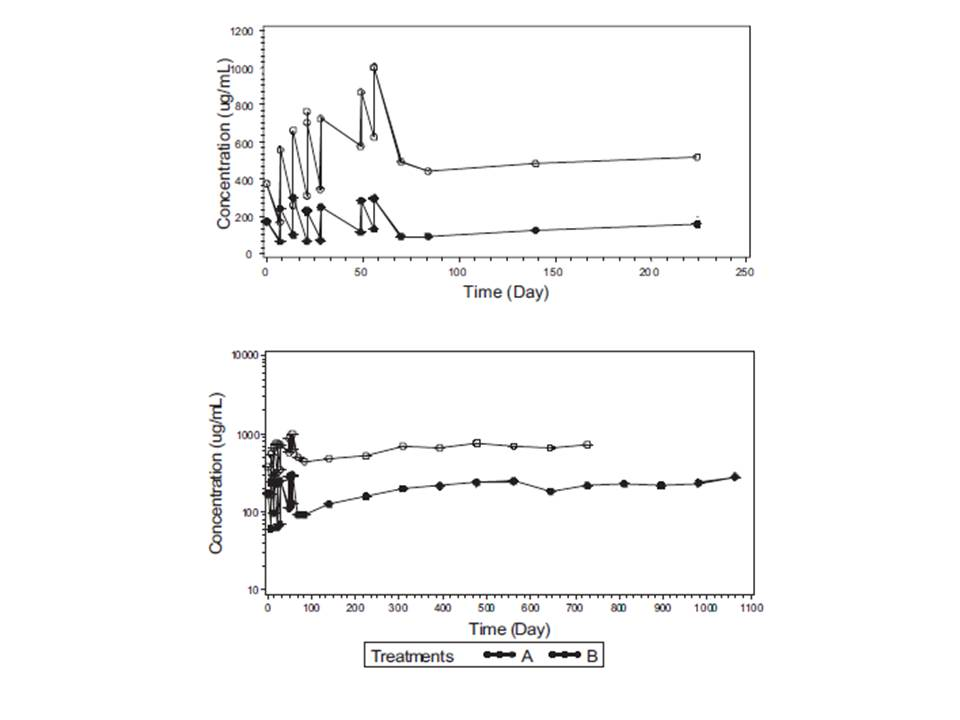 Concentration (ug/mL)
1200
1000
800
600
400
200
0
0 50 100 150 200 250
Time (Day)
Concentration (ug/mL)
10000
1000
100
10
0 100 200 300 400 500 600 700 800 900 1000 1100
Time (Day)
Treatments A B